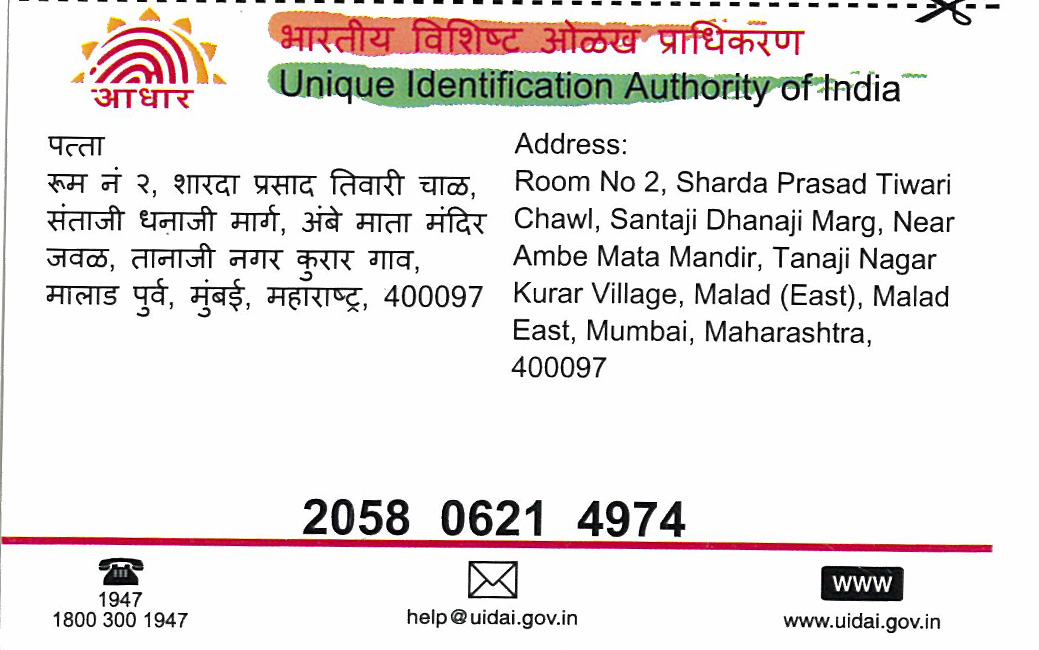 आधार
भारतीय विशिष्ट ओळख प्राधिकरण
Unique Identification Authority of India
पत्ता
रूम नं २, शारदा प्रसाद तिवारी चाळ,
संताजी धनाजी मार्ग, अंबे माता मंदिर
जवळ, तानाजी नगर कुरार गाव,
मालाड पुर्व, मुंबई, महाराष्ट्र, 400097
Address:
Room No 2, Sharda Prasad Tiwari
Chawl, Santaji Dhanaji Marg, Near
Ambe Mata Mandir, Tanaji Nagar
Kurar Village, Malad (East), Malad
East, Mumbai, Maharashtra,
400097
2058 0621 4974
1947
1800 300 1947
help@uidai.gov.in
www
www.uidai.gov.in